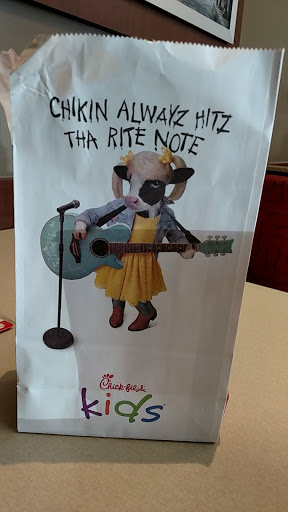 CHIKIN ALWAYZ HITZ
THA RITE NOTE
Chick-fil-A
kids